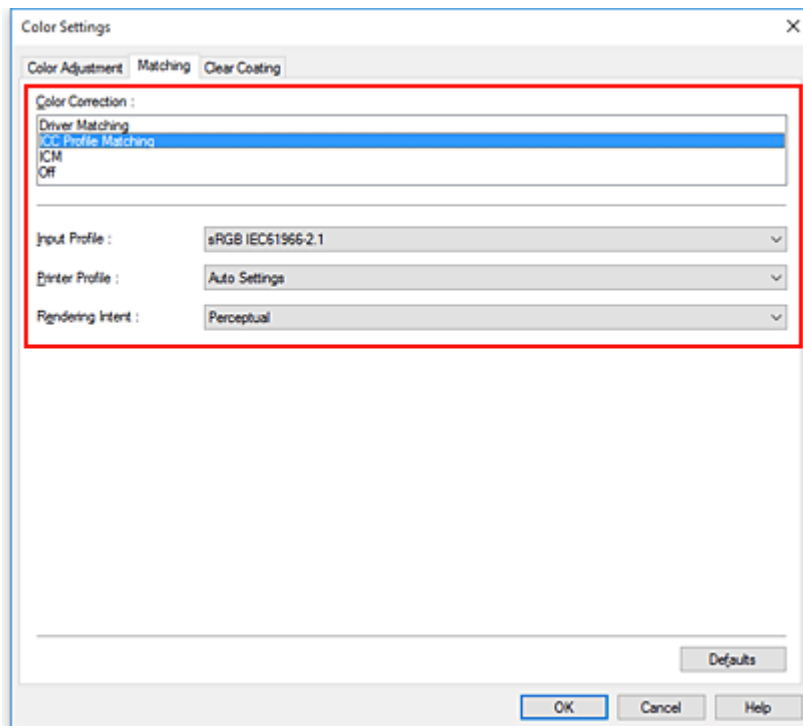 Color Settings
Color Adjustment Matching Clear Coating
Color Correction :
Driver Matching
ICC Profile Matching
ICM
Off
Input Profile : sRGB IEC61966-2.1
Printer Profile : Auto Settings
Rendering Intent : Perceptual
Defaults
OK Cancel Help